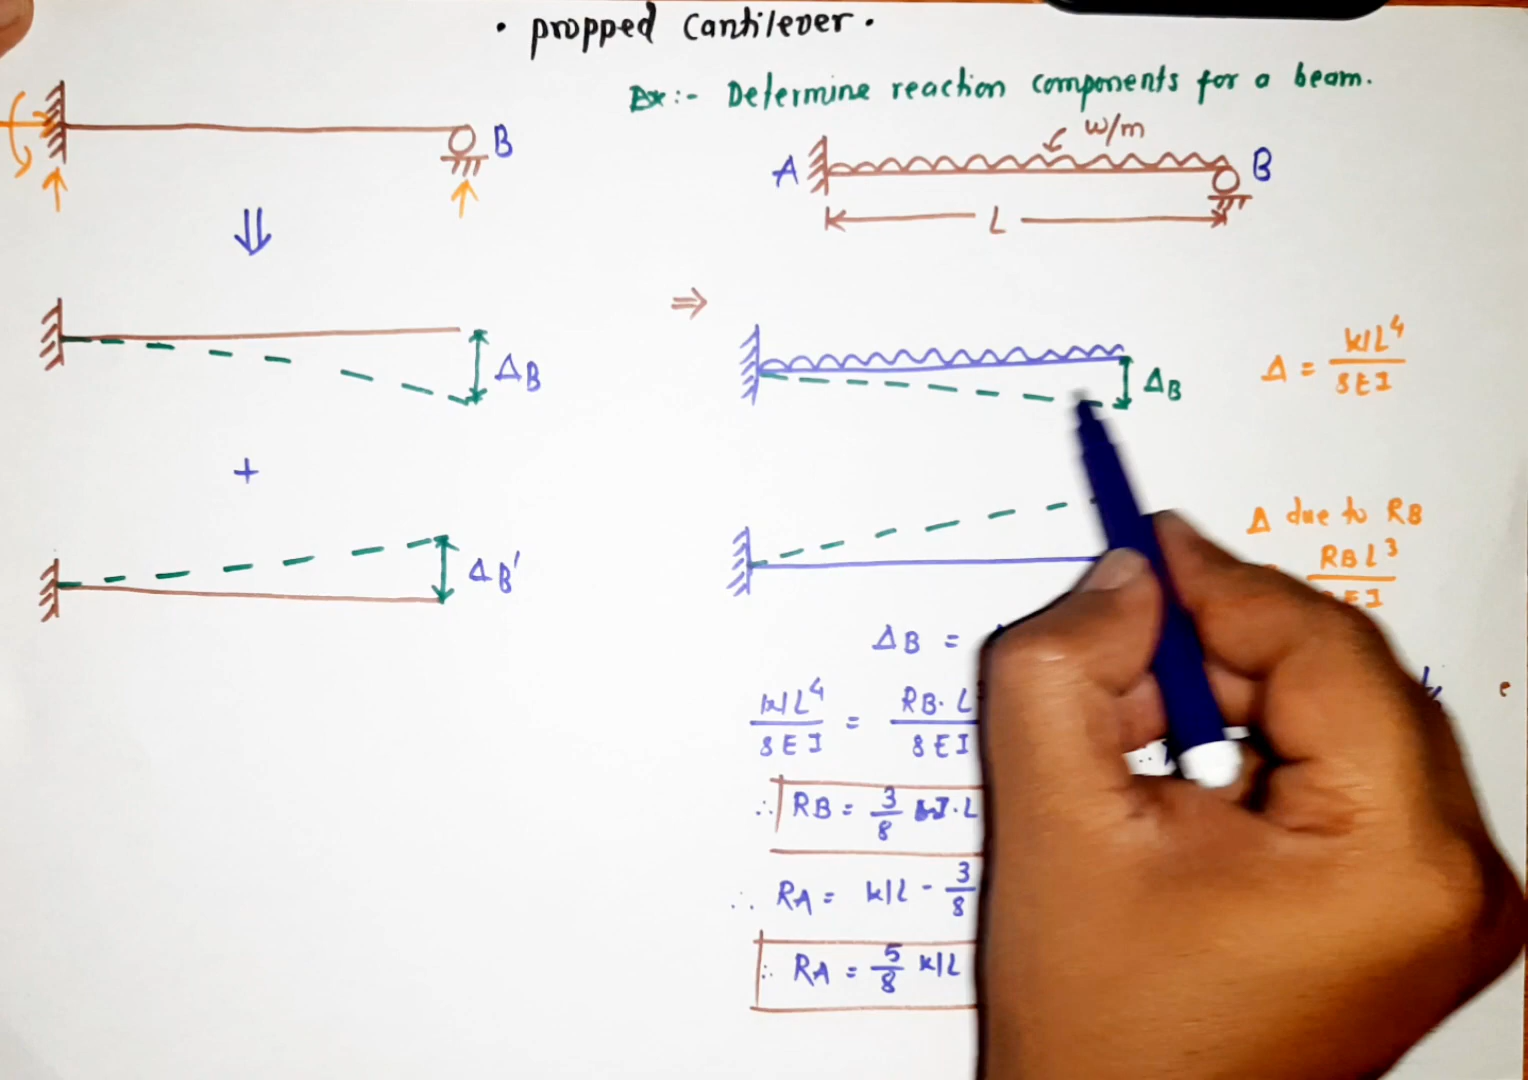 • propped cantilever •
Ex:- Determine reaction components for a beam.
w/m
A
B
B
L
⇒
ΔB
ΔB
Δ = WL⁴/8EI
+
ΔB'
Δ due to RB
RB L³
EI
ΔB =
WL⁴/8EI = RB. L/8EI
∴ RB = 3/8 L
∴ RA = WL - 3/8
∴ RA = 5/8 WL